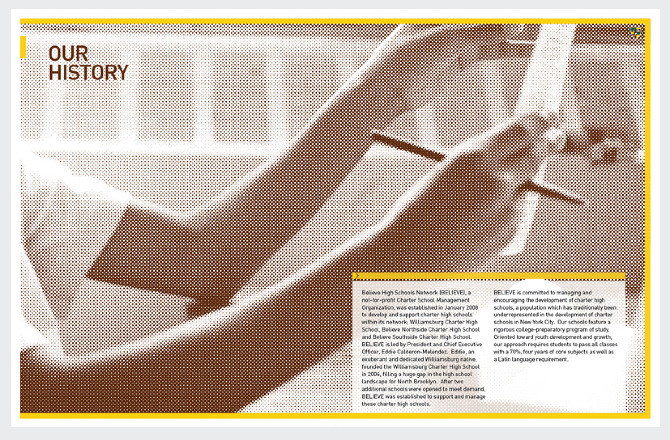 OUR
HISTORY
Believe High Schools Network (BELIEVE), a
not-for-profit Charter School Management
Organization, was established in January 2008
to develop and support charter high schools
within its network: Williamsburg Charter High
School, Believe Northside Charter High School
and Believe Southside Charter High School.
BELIEVE is led by President and Chief Executive
Officer, Eddie Calderon-Melendez. Eddie, an
exuberant and dedicated Williamsburg native,
founded the Williamsburg Charter High School
in 2004, filling a huge gap in the high school
landscape for North Brooklyn. After two
additional schools were opened to meet demand,
BELIEVE was established to support and manage
these charter high schools.
BELIEVE is committed to managing and
encouraging the development of charter high
schools, a population which has traditionally been
underrepresented in the development of charter
schools in New York City. Our schools feature a
rigorous college-preparatory program of study.
Oriented toward youth development and growth,
our approach requires students to pass all classes
with a 70%, four years of core subjects as well as
a Latin language requirement.